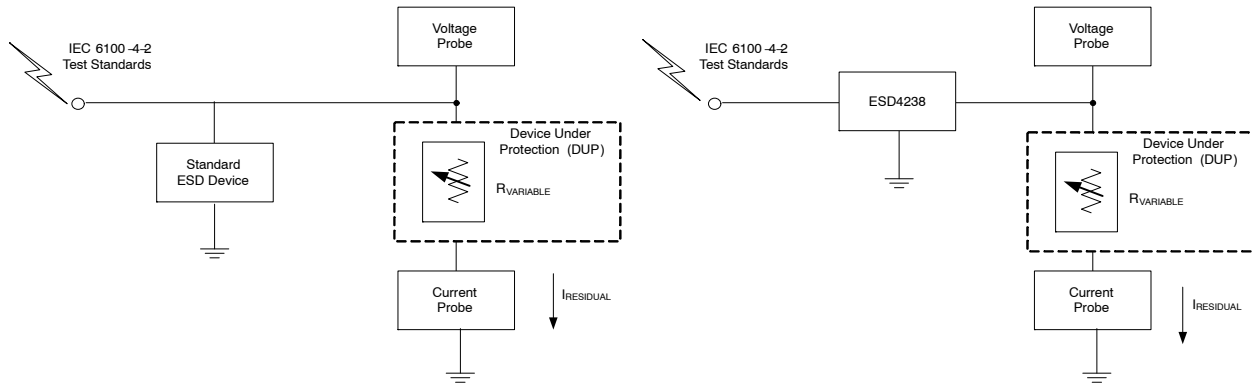 IEC 6100-4-2
Test Standards
Voltage
Probe
Standard
ESD Device
Device Under
Protection (DUP)
RVARIABLE
Current
Probe
IRESIDUAL
IEC 6100-4-2
Test Standards
ESD4238
Voltage
Probe
Device Under
Protection (DUP)
RVARIABLE
Current
Probe
IRESIDUAL